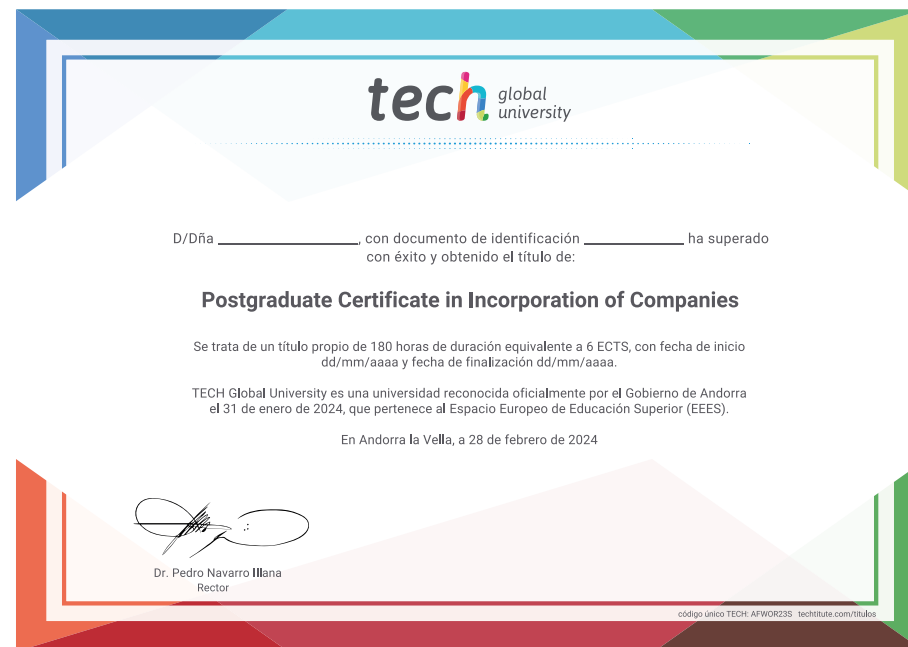 tech global university
D/Dña ____________________, con documento de identificación ______________ ha superado
con éxito y obtenido el título de:
Postgraduate Certificate in Incorporation of Companies
Se trata de un título propio de 180 horas de duración equivalente a 6 ECTS, con fecha de inicio
dd/mm/aaaa y fecha de finalización dd/mm/aaaa.
TECH Global University es una universidad reconocida oficialmente por el Gobierno de Andorra
el 31 de enero de 2024, que pertenece al Espacio Europeo de Educación Superior (EEES).
En Andorra la Vella, a 28 de febrero de 2024
Dr. Pedro Navarro Illana
Rector
código único TECH: AFWOR23S techtitute.com/titulos